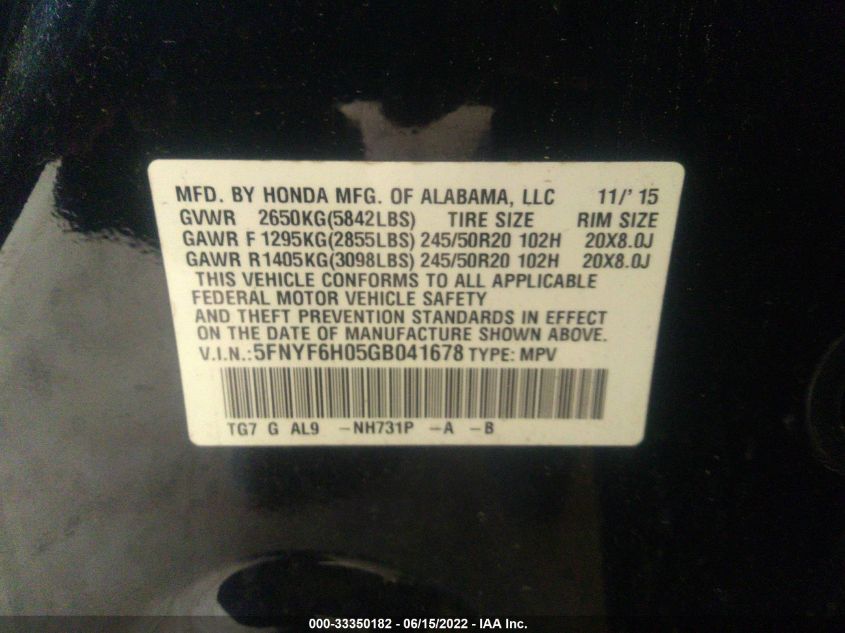 MFD. BY HONDA MFG. OF ALABAMA, LLC 11/' 15
GVWR 2650KG(5842LBS) TIRE SIZE RIM SIZE
GAWR F 1295KG(2855LBS) 245/50R20 102H 20X8.0J
GAWR R1405KG(3098LBS) 245/50R20 102H 20X8.0J
THIS VEHICLE CONFORMS TO ALL APPLICABLE
FEDERAL MOTOR VEHICLE SAFETY
AND THEFT PREVENTION STANDARDS IN EFFECT
ON THE DATE OF MANUFACTURE SHOWN ABOVE.
V.I.N.:5FNYF6H05GB041678 TYPE: MPV
TG7 G AL9 -NH731P -A -B
000-33350182 - 06/15/2022 - IAA Inc.